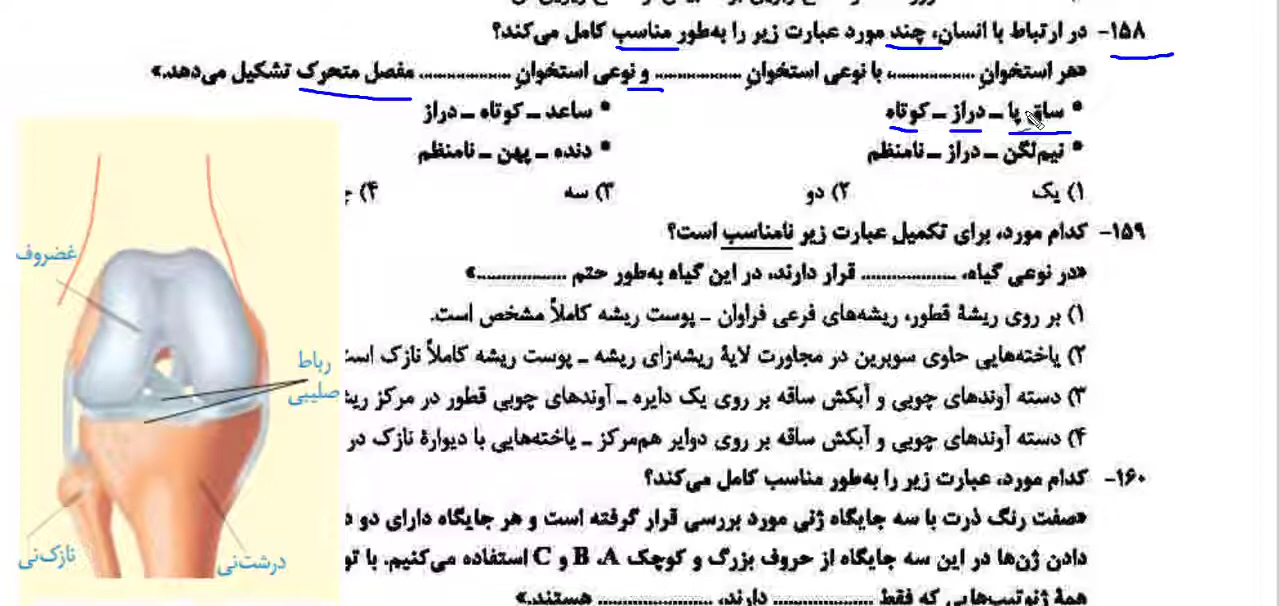 ۱۵۸- در ارتباط با انسان، چند مورد عبارت زیر را به‌طور مناسب کامل می‌کند؟
«هر استخوانِ .................. با نوعی استخوانِ .................. و نوعی استخوانِ .................. مفصل متحرک تشکیل می‌دهد.»
• ساق پا ـ دراز ـ کوتاه
• ساعد ـ کوتاه ـ دراز
• نیم‌لگن ـ دراز ـ نامنظم
• دنده ـ پهن ـ نامنظم
۱) یک
۲) دو
۳) سه
۴)
۱۵۹- کدام مورد، برای تکمیل عبارت زیر نامناسب است؟
«در نوعی گیاه، .................. قرار دارند، در این گیاه به‌طور حتم ..................»
۱) بر روی ریشهٔ قطور، ریشه‌های فرعی فراوان ـ پوست ریشه کاملاً مشخص است.
۲) یاخته‌هایی حاوی سوبرین در مجاورت لایهٔ ریشه‌زای ریشه ـ پوست ریشه کاملاً نازک است
۳) دسته آوندهای چوبی و آبکش ساقه بر روی یک دایره ـ آوندهای چوبی قطور در مرکز
۴) دسته آوندهای چوبی و آبکش ساقه بر روی دوایر هم‌مرکز ـ یاخته‌هایی با دیوارهٔ نازک در
۱۶۰- کدام مورد، عبارت زیر را به‌طور مناسب کامل می‌کند؟
«صفت رنگ ذرت با سه جایگاه ژنی مورد بررسی قرار گرفته است و هر جایگاه دارای دو
دادن ژن‌ها در این سه جایگاه از حروف بزرگ و کوچک A، B و C استفاده می‌کنیم. با
همهٔ ژنوتیپ‌هایی که فقط .................. دارند، .................. هستند.»
غضروف
رباط
صلیبی
نازک‌نی
درشت‌نی